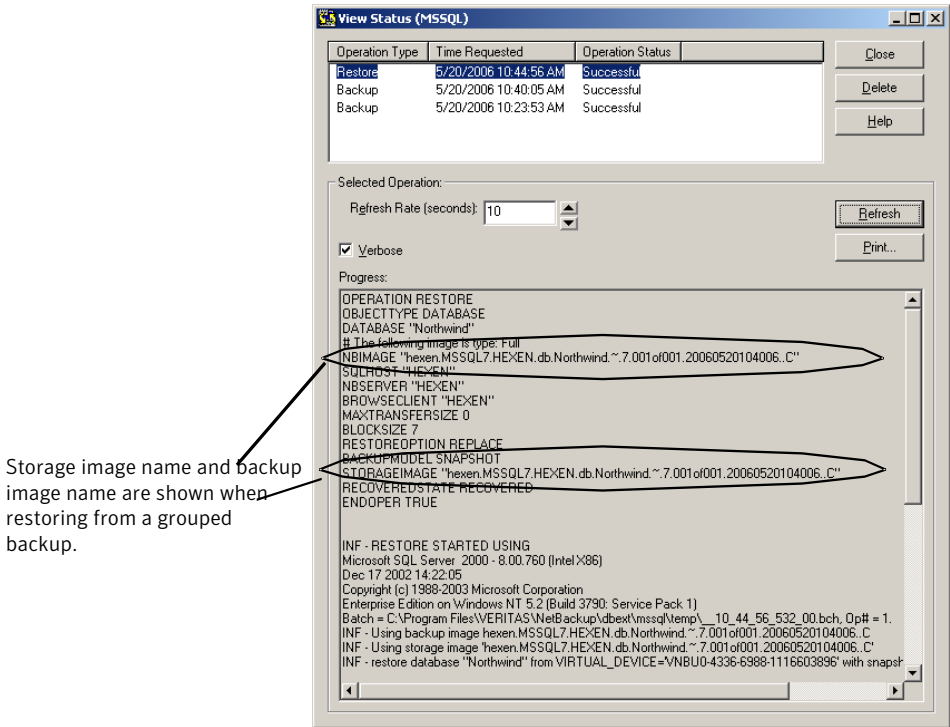 View Status (MSSQL)
Operation Type Time Requested Operation Status
Restore 5/20/2006 10:44:56 AM Successful
Backup 5/20/2006 10:40:05 AM Successful
Backup 5/20/2006 10:23:53 AM Successful
Close
Delete
Help
Selected Operation:
Refresh Rate (seconds): 10
Refresh
Verbose
Print...
Progress:
OPERATION RESTORE
OBJECTTYPE DATABASE
DATABASE "Northwind"
# The following image is type: Full
NBIMAGE "hexen.MSSQL7.HEXEN.db.Northwind.~.7.001of001.20060520104006..C"
SQLHOST "HEXEN"
NBSERVER "HEXEN"
BROWSECLIENT "HEXEN"
MAXTRANSFERSIZE 0
BLOCKSIZE 7
RESTOREOPTION REPLACE
BACKUPMODEL SNAPSHOT
STORAGEIMAGE "hexen.MSSQL7.HEXEN.db.Northwind.~.7.001of001.20060520104006..C"
RECOVEREDSTATE RECOVERED
ENDOPER TRUE
INF - RESTORE STARTED USING
Microsoft SQL Server 2000 - 8.00.760 (Intel X86)
Dec 17 2002 14:22:05
Copyright (c) 1988-2003 Microsoft Corporation
Enterprise Edition on Windows NT 5.2 (Build 3790: Service Pack 1)
Batch = C:\Program Files\VERITAS\NetBackup\dbext\mssql\temp\__10_44_56_532_00.bch, Op# = 1.
INF - Using backup image hexen.MSSQL7.HEXEN.db.Northwind.~.7.001of001.20060520104006..C
INF - Using storage image 'hexen.MSSQL7.HEXEN.db.Northwind.~.7.001of001.20060520104006..C'
INF - restore database "Northwind" from VIRTUAL_DEVICE='VNBU0-4336-6988-1116603896' with snapsh
Storage image name and backup
image name are shown when
restoring from a grouped
backup.